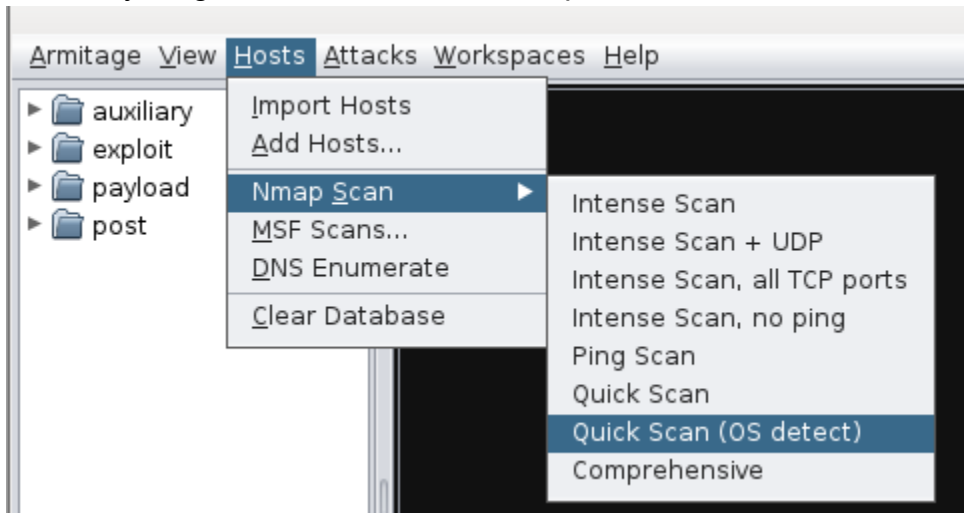 Armitage View Hosts Attacks Workspaces Help
auxiliary
exploit
payload
post
Import Hosts
Add Hosts...
Nmap Scan
MSF Scans...
DNS Enumerate
Clear Database
Intense Scan
Intense Scan + UDP
Intense Scan, all TCP ports
Intense Scan, no ping
Ping Scan
Quick Scan
Quick Scan (OS detect)
Comprehensive